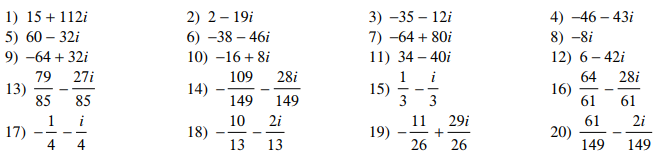 1) 15 + 112i 2) 2 − 19i 3) −35 − 12i 4) −46 − 43i
5) 60 − 32i 6) −38 − 46i 7) −64 + 80i 8) −8i
9) −64 + 32i 10) −16 + 8i 11) 34 − 40i 12) 6 − 42i
13) 79/85 − 27i/85 14) − 109/149 − 28i/149 15) 1/3 − i/3 16) 64/61 − 28i/61
17) − 1/4 − i/4 18) − 10/13 − 2i/13 19) − 11/26 + 29i/26 20) 61/149 − 2i/149